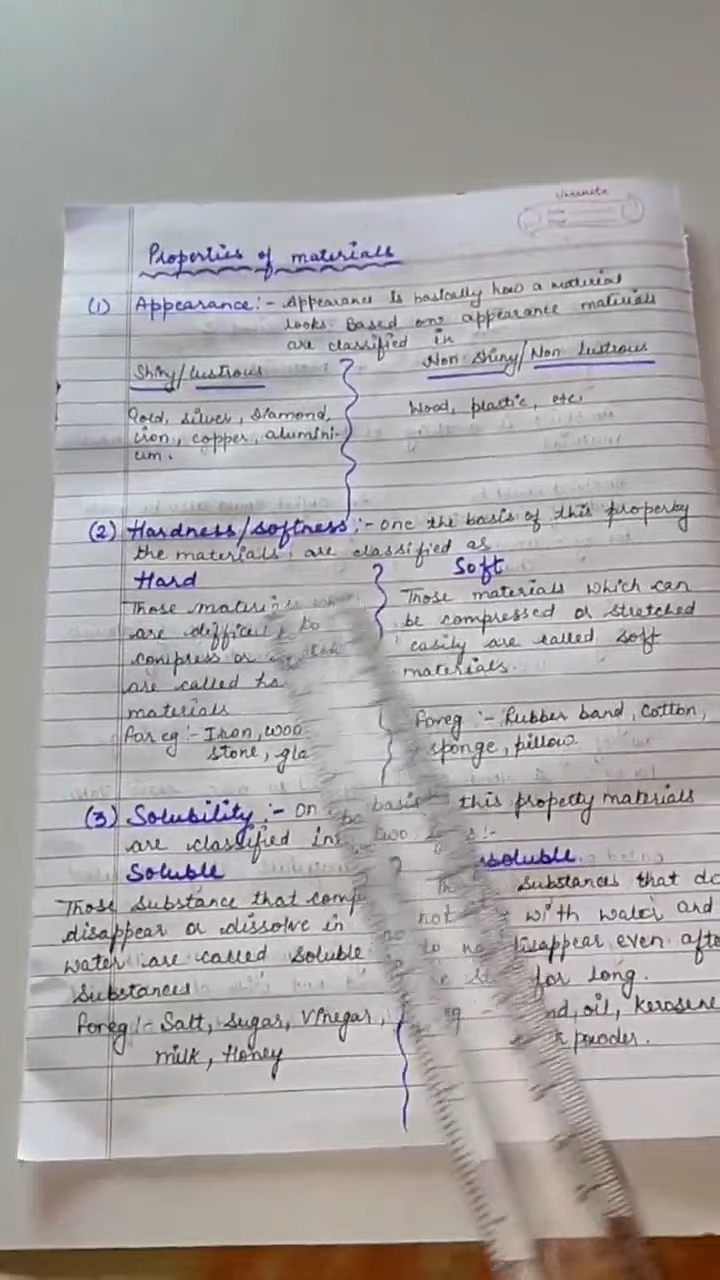 Properties of materials
(1) Appearance:- Appearance is basically how a material
looks. Based one appearance materials
are classified in
Shiny/lustrous
Gold, silver, diamond,
iron, copper, alumini-
um.
Non Shiny/Non lustrous
Wood, plastic, etc.
(2) Hardness/softness:- one the basis of this property
the materials are classified as
Hard
Those
are difficult to
compress or
are called
materials
For eg:- Iron,
stone,
Soft
Those materials which can
be compressed or stretched
easily are called soft
materials.
foreg:- Rubber band, Cotton,
sponge, pillow.
(3) Solubility:- On basis this property materials
are classified two
Soluble
Those Substance that
disappear or dissolve in
water are called Soluble
Substances
foreg:- Salt, Sugar, Vinegar,
milk, Honey
Substances that do
not with water and
disappear even after
for long.
oil, kerosene
powder.